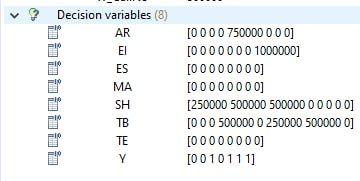 Decision variables (8)
AR [0 0 0 0 750000 0 0 0]
EI [0 0 0 0 0 0 0 1000000]
ES [0 0 0 0 0 0 0 0]
MA [0 0 0 0 0 0 0 0]
SH [250000 500000 500000 0 0 0 0 0]
TB [0 0 0 500000 0 250000 500000 0]
TE [0 0 0 0 0 0 0 0]
Y [0 0 1 0 1 1 1]